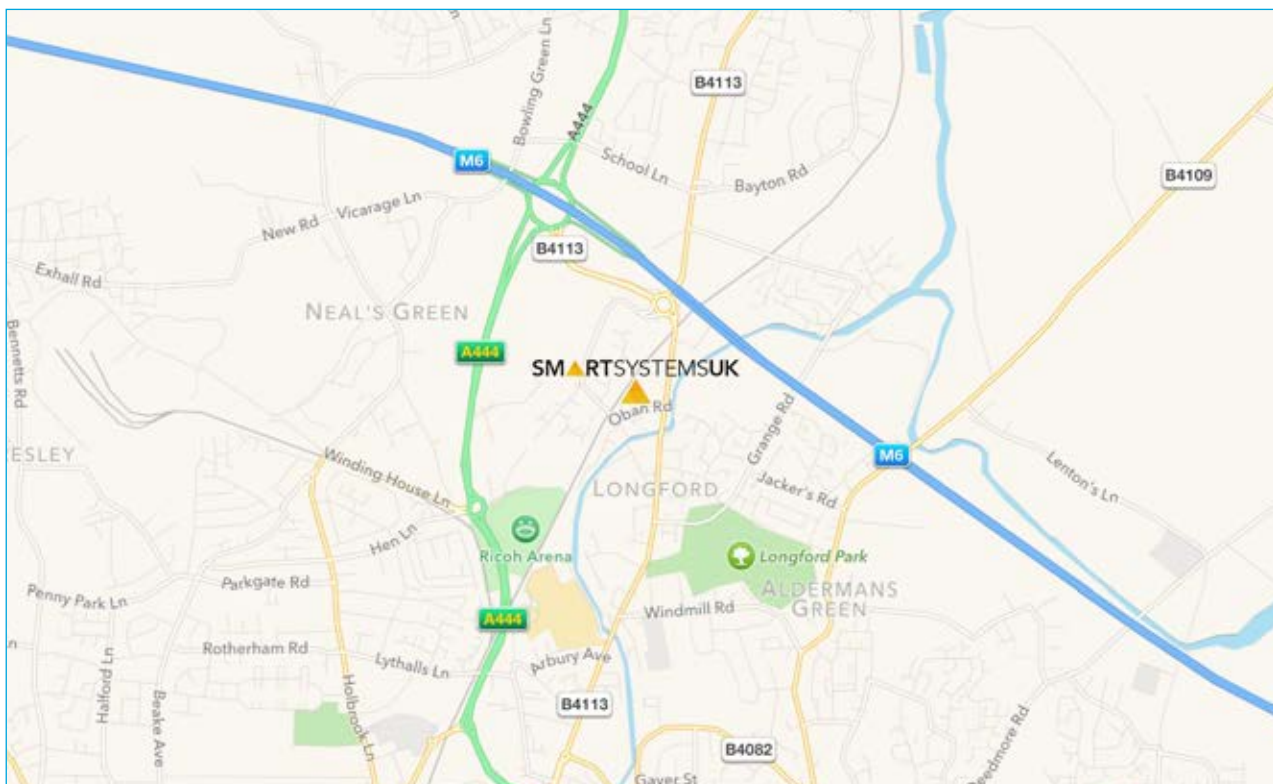 Bowling Green Ln
A444
B4113
M6
School Ln
Bayton Rd
B4109
Vicarage Ln
New Rd
B4113
Exhall Rd
NEAL'S GREEN
Bennetts Rd
A444
SMARTSYSTEMSUK
Oban Rd
Grange Rd
M6
ESLEY
Winding House Ln
LONGFORD
Jacker's Rd
Lenton's Ln
Hen Ln
Ricoh Arena
Longford Park
Parkgate Rd
ALDERMANS
GREEN
Penny Park Ln
Windmill Rd
A444
n
Rotherham Rd
Lythalls Ln
Arbury Ave
Halford Ln
Beake Ave
Holbrook Ln
B4113
B4082
Deedmore Rd
Gayer St